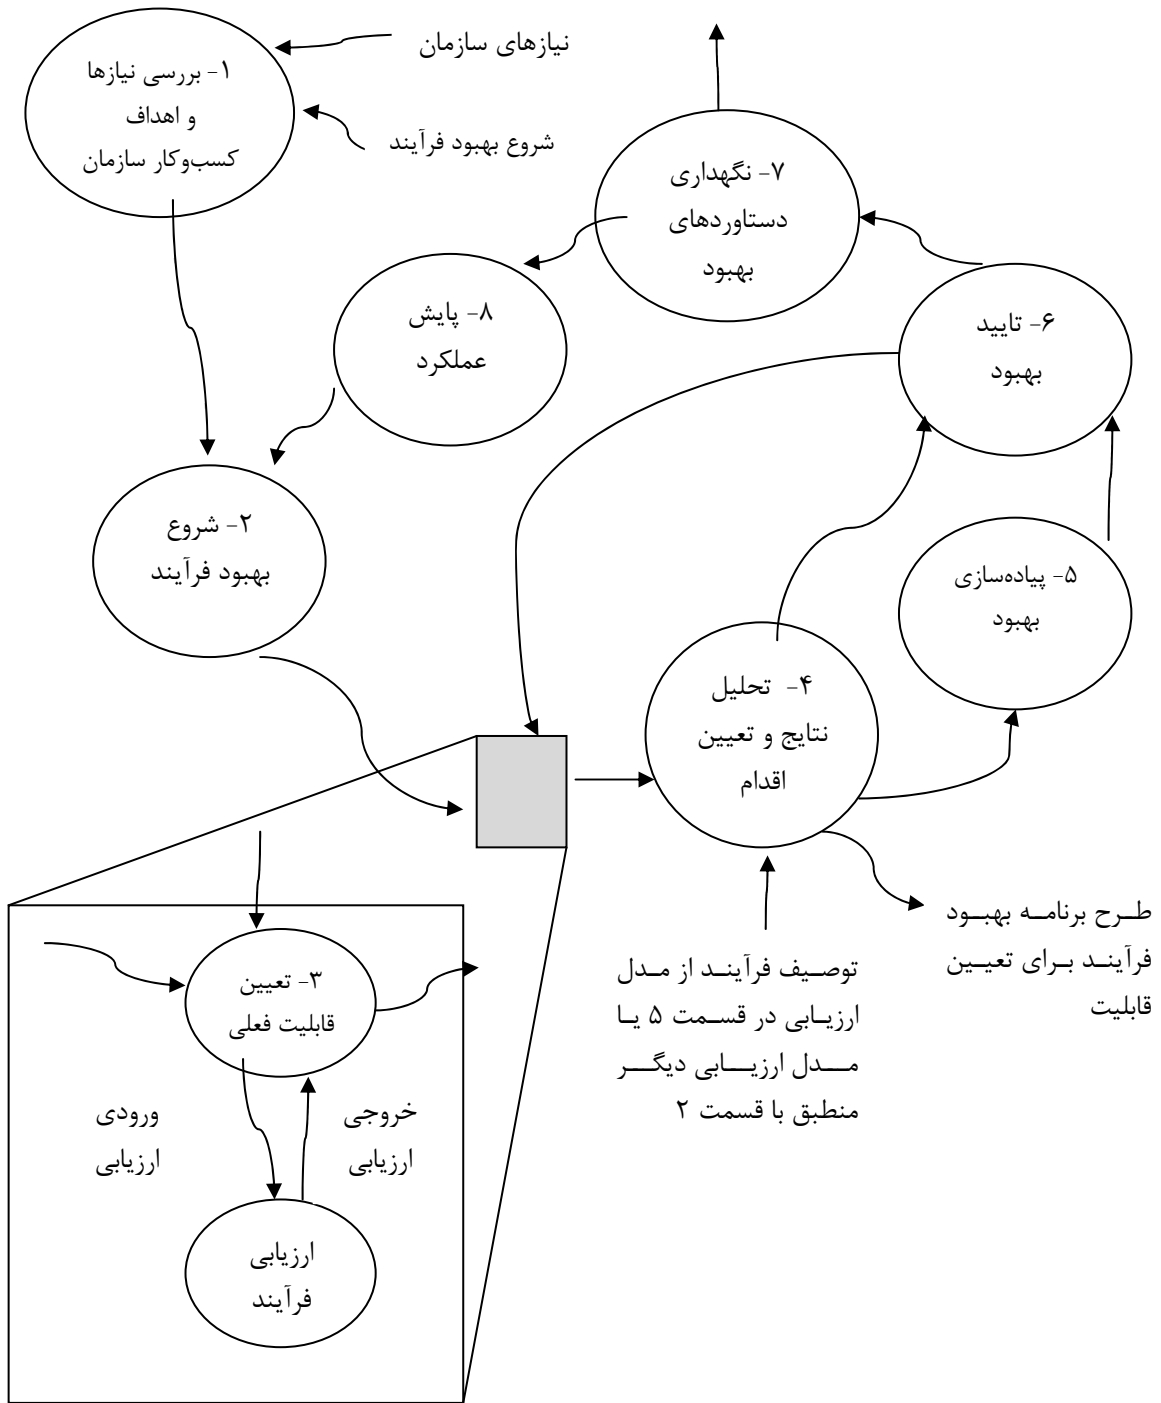 نیازهای سازمان
شروع بهبود فرآیند
۱- بررسی نیازها
و اهداف
کسب‌وکار سازمان
۲- شروع
بهبود فرآیند
۳- تعیین
قابلیت فعلی
ورودی
ارزیابی
خروجی
ارزیابی
ارزیابی
فرآیند
۴- تحلیل
نتایج و تعیین
اقدام
توصیف فرآیند از مدل
ارزیابی در قسمت ۵ یا
مدل ارزیابی دیگر
منطبق با قسمت ۲
طرح برنامه بهبود
فرآیند برای تعیین
قابلیت
۵- پیاده‌سازی
بهبود
۶- تایید
بهبود
۷- نگهداری
دستاوردهای
بهبود
۸- پایش
عملکرد